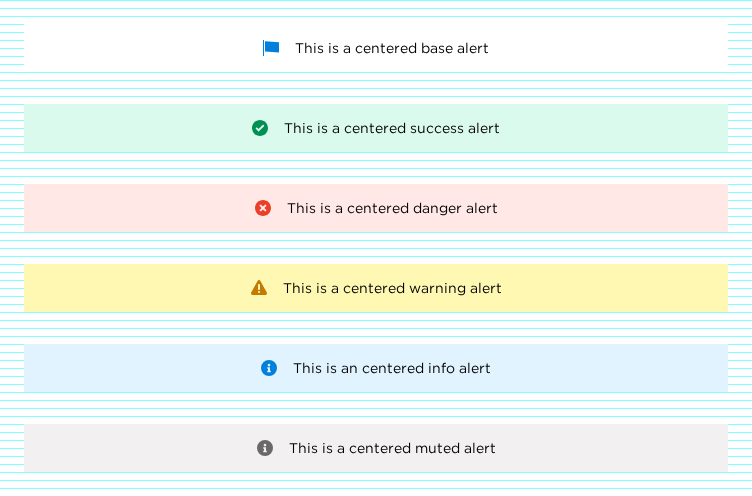 This is a centered base alert
This is a centered success alert
This is a centered danger alert
This is a centered warning alert
This is an centered info alert
This is a centered muted alert